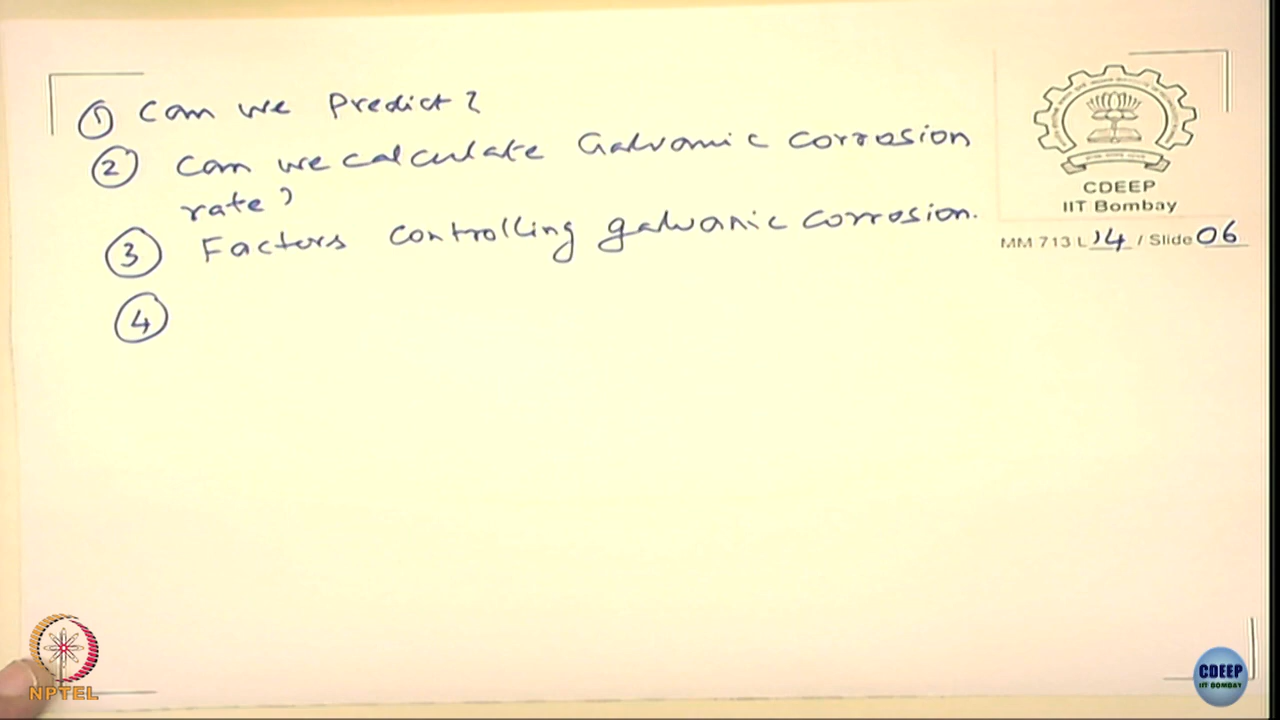 ① Can we Predict?
② Can we calculate Galvanic corrosion
rate?
③ Factors controlling galvanic corrosion.
④
CDEEP
IIT Bombay
MM 713 L 14 / Slide 06
NPTEL
CDEEP
IIT BOMBAY